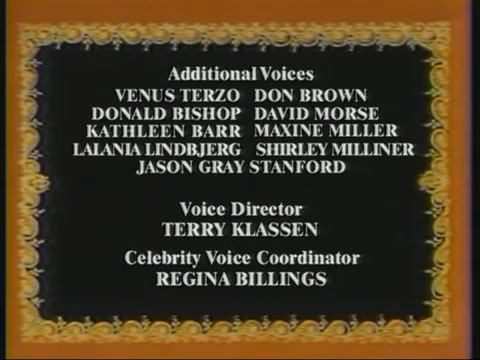 Additional Voices
VENUS TERZO DON BROWN
DONALD BISHOP DAVID MORSE
KATHLEEN BARR MAXINE MILLER
LALANIA LINDBJERG SHIRLEY MILLINER
JASON GRAY STANFORD
Voice Director
TERRY KLASSEN
Celebrity Voice Coordinator
REGINA BILLINGS